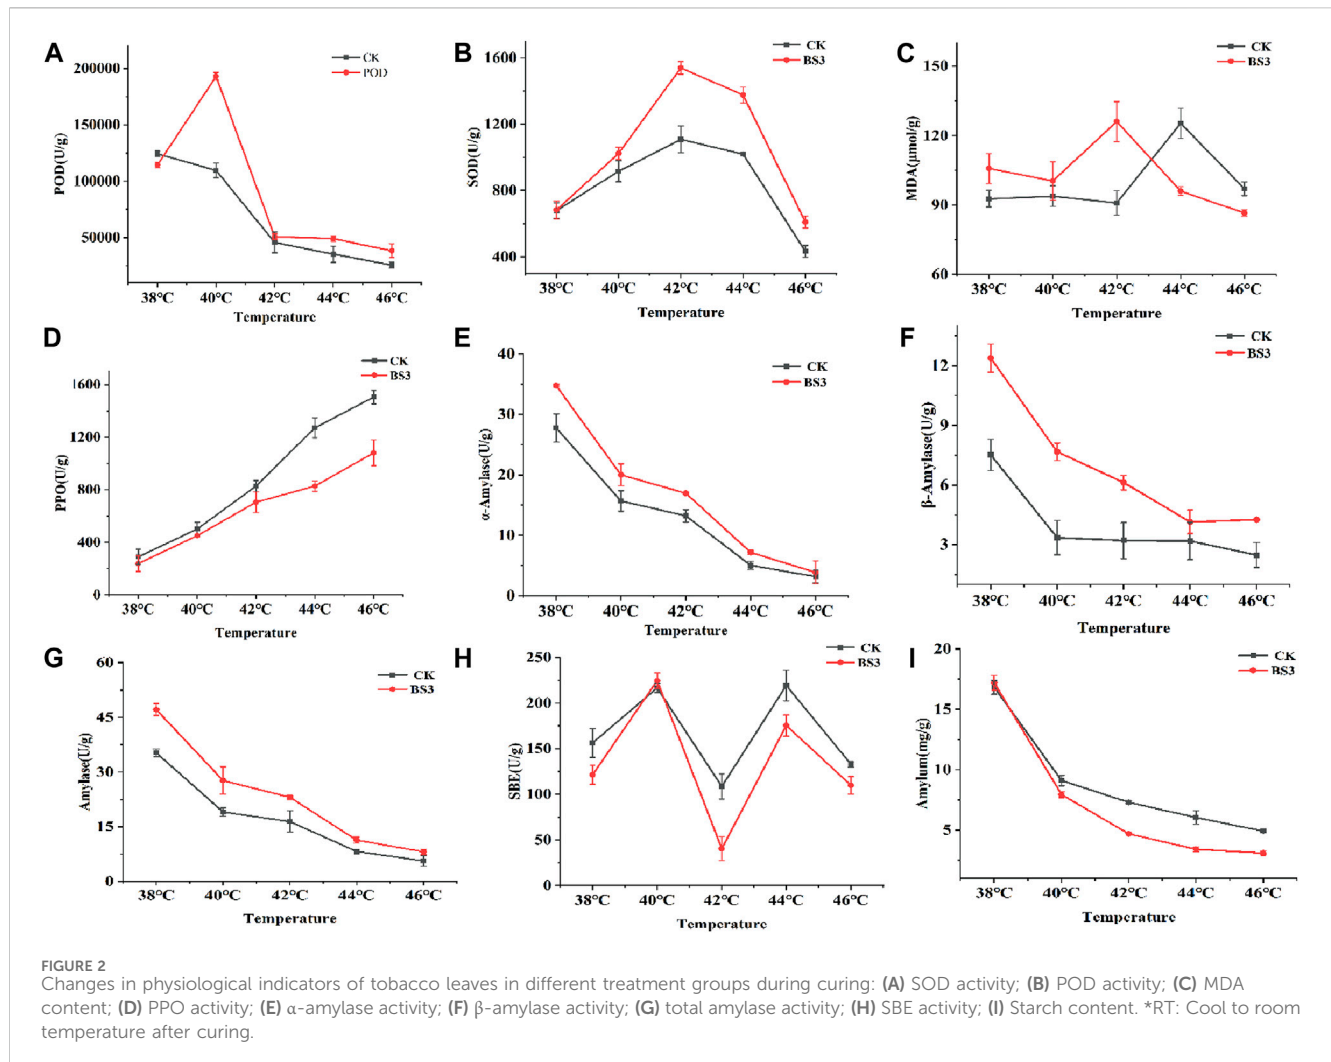 A
CK
POD
200000
150000
100000
50000
POD(U/g)
38°C
40°C
42°C
44°C
46°C
Temperature
B
CK
BS3
1600
1200
800
400
SOD(U/g)
38°C
40°C
42°C
44°C
46°C
Temperature
C
CK
BS3
150
120
90
60
MDA(μmol/g)
38°C
40°C
42°C
44°C
46°C
Temperature
D
CK
BS3
1600
1200
800
400
0
PPO(U/g)
38°C
40°C
42°C
44°C
46°C
Temperature
E
CK
BS3
40
30
20
10
0
α-Amylase(U/g)
38°C
40°C
42°C
44°C
46°C
Temperature
F
CK
BS3
12
9
6
3
β-Amylase(U/g)
38°C
40°C
42°C
44°C
46°C
Temperature
G
CK
BS3
60
45
30
15
0
Amylase(U/g)
38°C
40°C
42°C
44°C
46°C
Temperature
H
CK
BS3
250
200
150
100
50
0
SBE(U/g)
38°C
40°C
42°C
44°C
46°C
Temperature
I
CK
BS3
20
15
10
5
Amylum(mg/g)
38°C
40°C
42°C
44°C
46°C
Temperature
FIGURE 2
Changes in physiological indicators of tobacco leaves in different treatment groups during curing: (A) SOD activity; (B) POD activity; (C) MDA
content; (D) PPO activity; (E) α-amylase activity; (F) β-amylase activity; (G) total amylase activity; (H) SBE activity; (I) Starch content. *RT: Cool to room
temperature after curing.